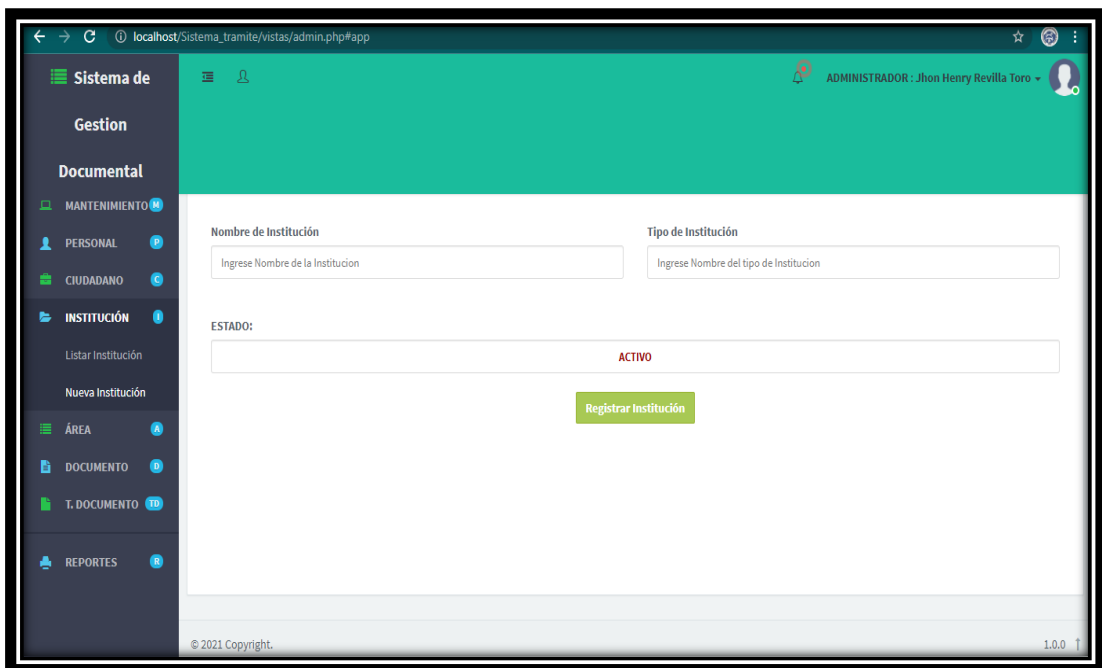 localhost/Sistema_tramite/vistas/admin.php#app
Sistema de
Gestion
Documental
ADMINISTRADOR : Jhon Henry Revilla Toro
MANTENIMIENTO M
PERSONAL P
CIUDADANO C
INSTITUCIÓN I
Listar Institución
Nueva Institución
ÁREA A
DOCUMENTO D
T. DOCUMENTO TD
REPORTES R
Nombre de Institución
Tipo de Institución
Ingrese Nombre de la Institucion
Ingrese Nombre del tipo de Institucion
ESTADO:
ACTIVO
Registrar Institución
© 2021 Copyright.
1.0.0